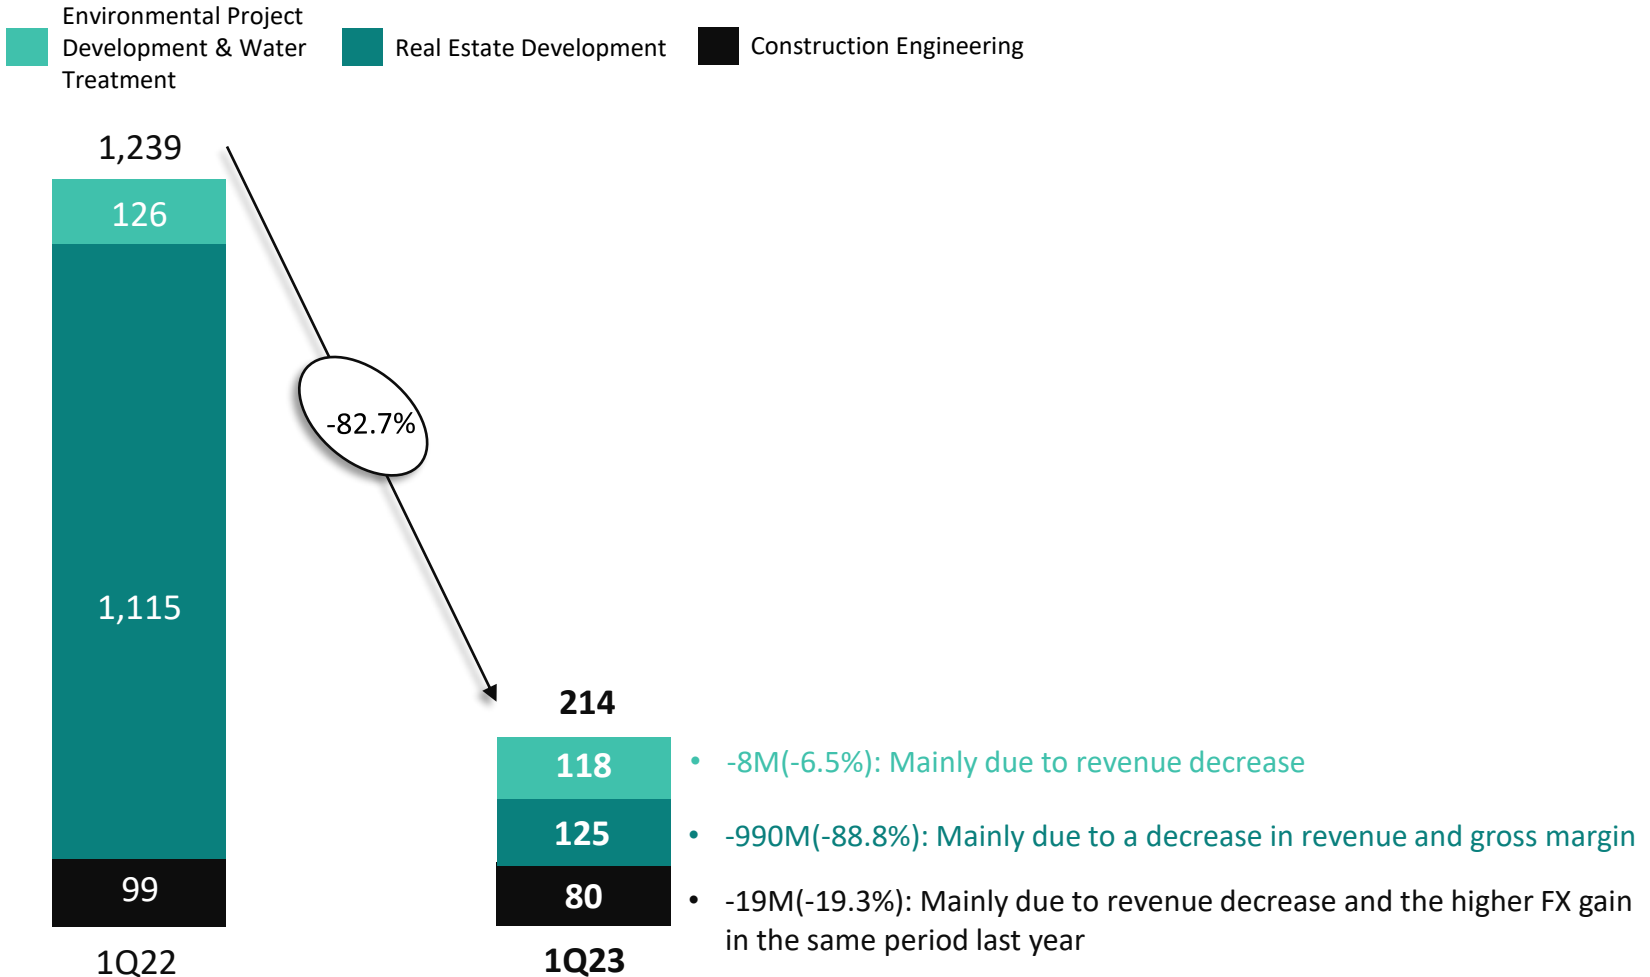 Environmental Project
Development & Water
Treatment
Real Estate Development
Construction Engineering
1,239
126
1,115
99
1Q22
-82.7%
214
118
125
80
1Q23
• -8M(-6.5%): Mainly due to revenue decrease
• -990M(-88.8%): Mainly due to a decrease in revenue and gross margin
• -19M(-19.3%): Mainly due to revenue decrease and the higher FX gain
in the same period last year